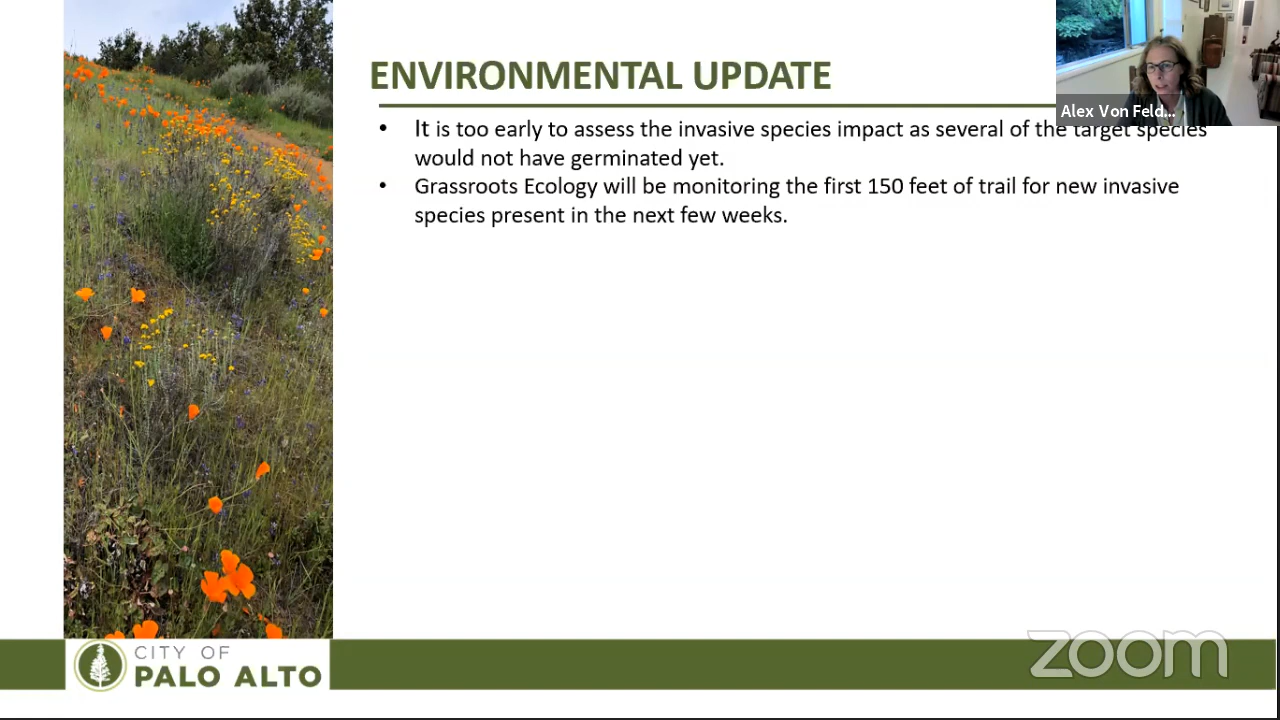 ENVIRONMENTAL UPDATE
Alex Von Feld...
• It is too early to assess the invasive species impact as several of the target species
would not have germinated yet.
• Grassroots Ecology will be monitoring the first 150 feet of trail for new invasive
species present in the next few weeks.
CITY OF
PALO ALTO
zoom